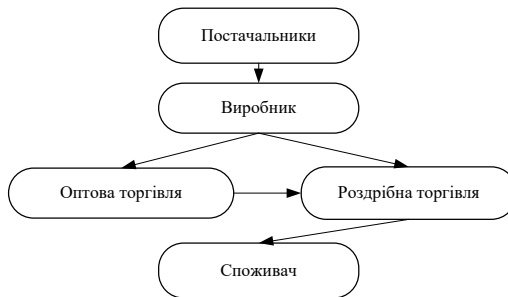 Постачальники
Виробник
Оптова торгівля
Роздрібна торгівля
Споживач